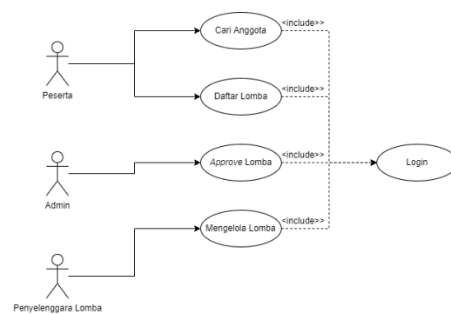 Cari Anggota
<include>>
Peserta
Daftar Lomba
<include>>
Approve Lomba
<include>>
Login
Admin
Mengelola Lomba
<include>>
Penyelenggara Lomba